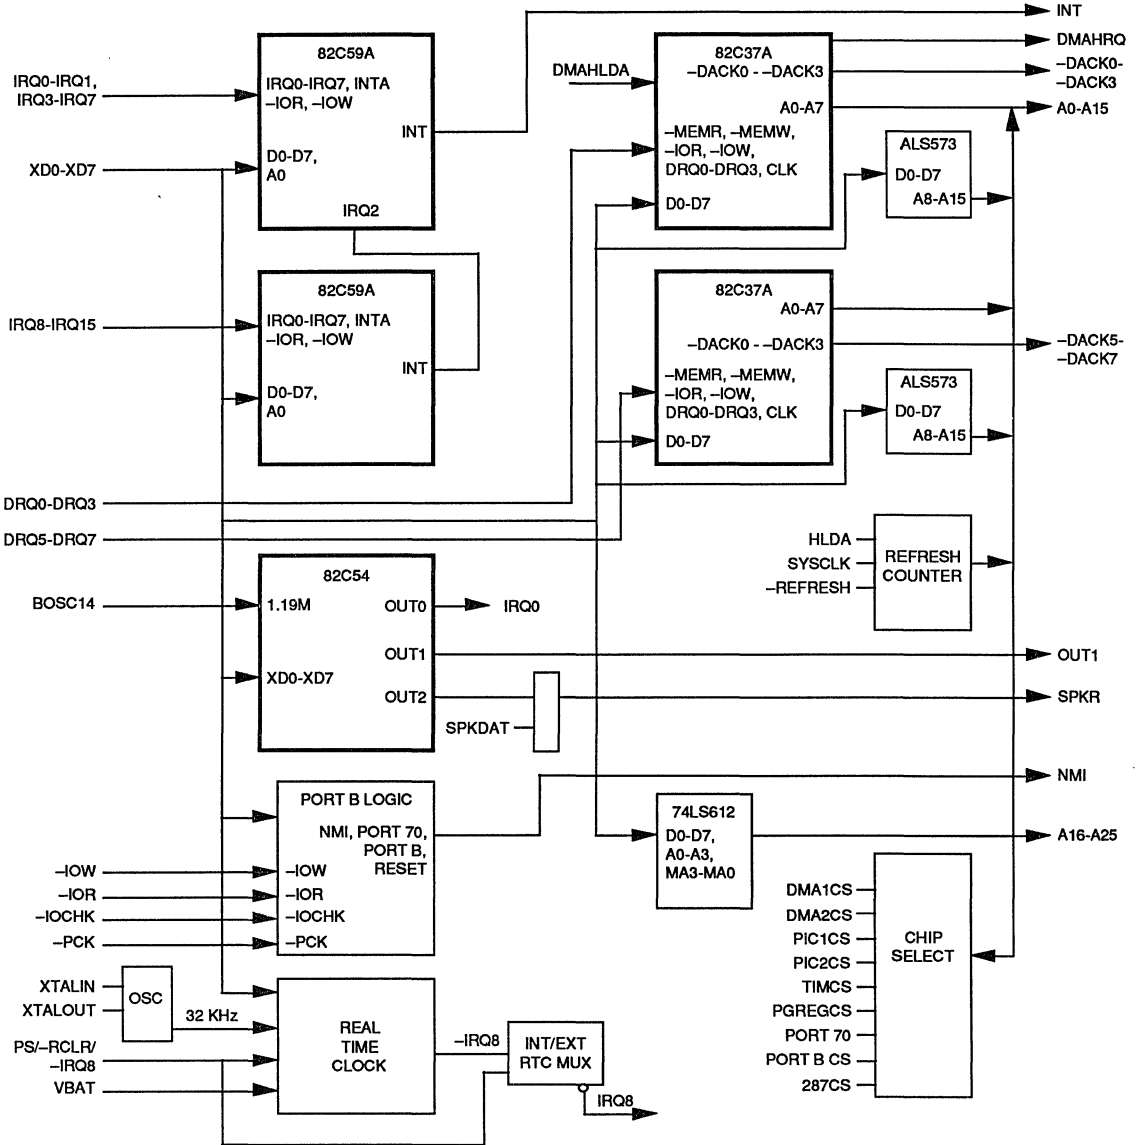 INT
DMAHRQ
–DACK0-
–DACK3
A0-A15
82C59A
IRQ0-IRQ1,
IRQ3-IRQ7
IRQ0-IRQ7, INTA
–IOR, –IOW
INT
XD0-XD7
D0-D7,
A0
IRQ2
DMAHLDA
82C37A
–DACK0 - –DACK3
A0-A7
–MEMR, –MEMW,
–IOR, –IOW,
DRQ0-DRQ3, CLK
D0-D7
ALS573
D0-D7
A8-A15
82C59A
IRQ8-IRQ15
IRQ0-IRQ7, INTA
–IOR, –IOW
INT
D0-D7,
A0
82C37A
A0-A7
–DACK0 - –DACK3
–MEMR, –MEMW,
–IOR, –IOW,
DRQ0-DRQ3, CLK
D0-D7
–DACK5-
–DACK7
ALS573
D0-D7
A8-A15
DRQ0-DRQ3
DRQ5-DRQ7
HLDA
SYSCLK
–REFRESH
REFRESH
COUNTER
82C54
BOSC14
1.19M
OUT0
IRQ0
OUT1
OUT1
XD0-XD7
OUT2
SPKDAT
SPKR
PORT B LOGIC
NMI, PORT 70,
PORT B,
RESET
NMI
–IOW
–IOW
–IOR
–IOR
–IOCHK
–IOCHK
–PCK
–PCK
74LS612
D0-D7,
A0-A3,
MA3-MA0
A16-A25
DMA1CS
DMA2CS
PIC1CS
PIC2CS
TIMCS
PGREGCS
PORT 70
PORT B CS
287CS
CHIP
SELECT
XTALIN
XTALOUT
OSC
32 KHz
PS/–RCLR/
–IRQ8
VBAT
REAL
TIME
CLOCK
–IRQ8
INT/EXT
RTC MUX
IRQ8